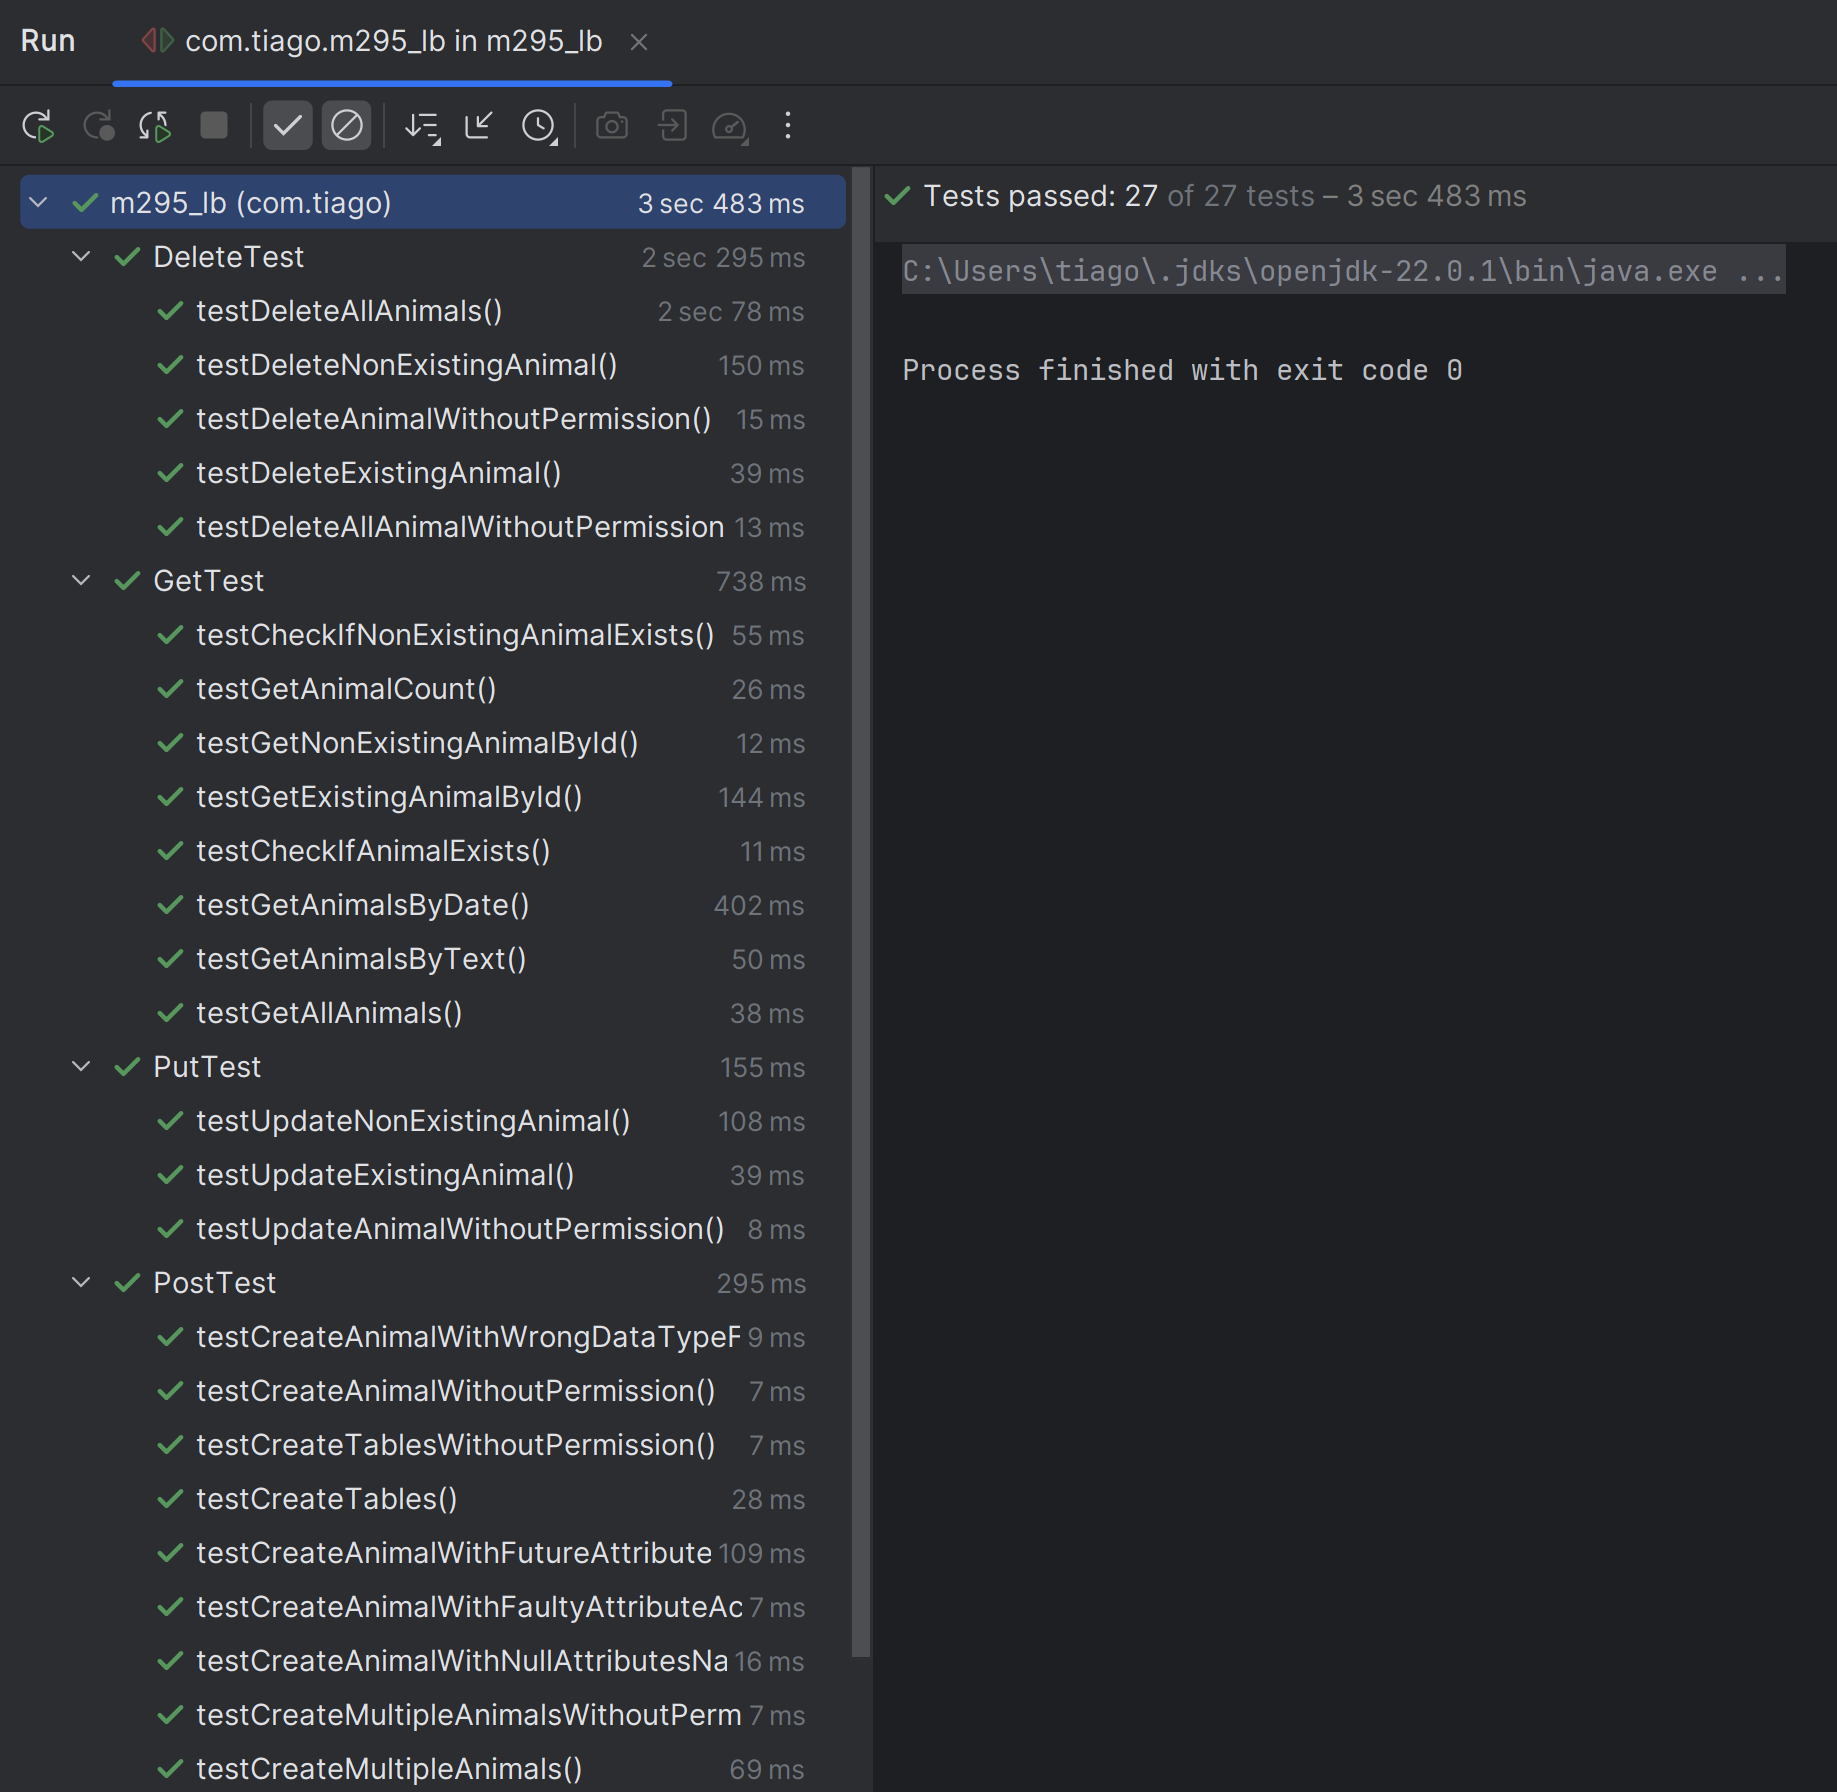 Run
com.tiago.m295_lb in m295_lb
m295_lb (com.tiago) 3 sec 483 ms
DeleteTest 2 sec 295 ms
testDeleteAllAnimals() 2 sec 78 ms
testDeleteNonExistingAnimal() 150 ms
testDeleteAnimalWithoutPermission() 15 ms
testDeleteExistingAnimal() 39 ms
testDeleteAllAnimalWithoutPermission 13 ms
GetTest 738 ms
testCheckIfNonExistingAnimalExists() 55 ms
testGetAnimalCount() 26 ms
testGetNonExistingAnimalById() 12 ms
testGetExistingAnimalById() 144 ms
testCheckIfAnimalExists() 11 ms
testGetAnimalsByDate() 402 ms
testGetAnimalsByText() 50 ms
testGetAllAnimals() 38 ms
PutTest 155 ms
testUpdateNonExistingAnimal() 108 ms
testUpdateExistingAnimal() 39 ms
testUpdateAnimalWithoutPermission() 8 ms
PostTest 295 ms
testCreateAnimalWithWrongDataTypeF 9 ms
testCreateAnimalWithoutPermission() 7 ms
testCreateTablesWithoutPermission() 7 ms
testCreateTables() 28 ms
testCreateAnimalWithFutureAttribute 109 ms
testCreateAnimalWithFaultyAttributeAc 7 ms
testCreateAnimalWithNullAttributesNa 16 ms
testCreateMultipleAnimalsWithoutPerm 7 ms
testCreateMultipleAnimals() 69 ms
Tests passed: 27 of 27 tests – 3 sec 483 ms
C:\Users\tiago\.jdks\openjdk-22.0.1\bin\java.exe ...
Process finished with exit code 0